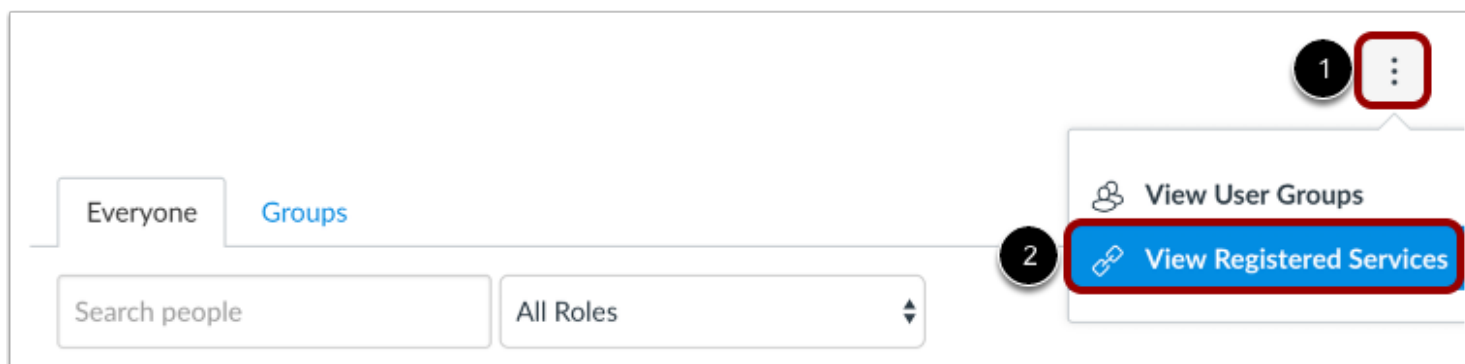 1
View User Groups
Everyone Groups
2 View Registered Services
Search people All Roles